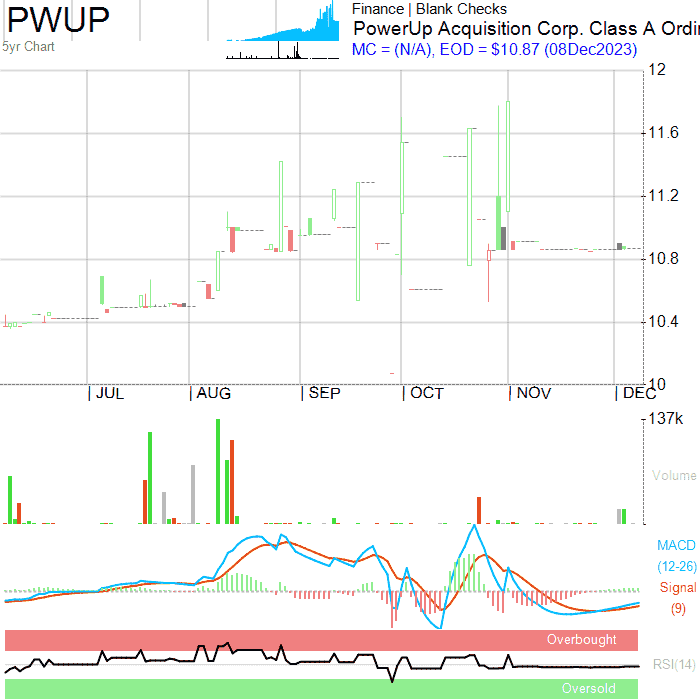 PWUP
5yr Chart
Finance | Blank Checks
PowerUp Acquisition Corp. Class A Ordi
MC = (N/A), EOD = $10.87 (08Dec2023)
12
11.6
11.2
10.8
10.4
10
JUL AUG SEP OCT NOV DEC
137k
Volume
MACD
(12-26)
Signal
(9)
Overbought
RSI(14)
Oversold